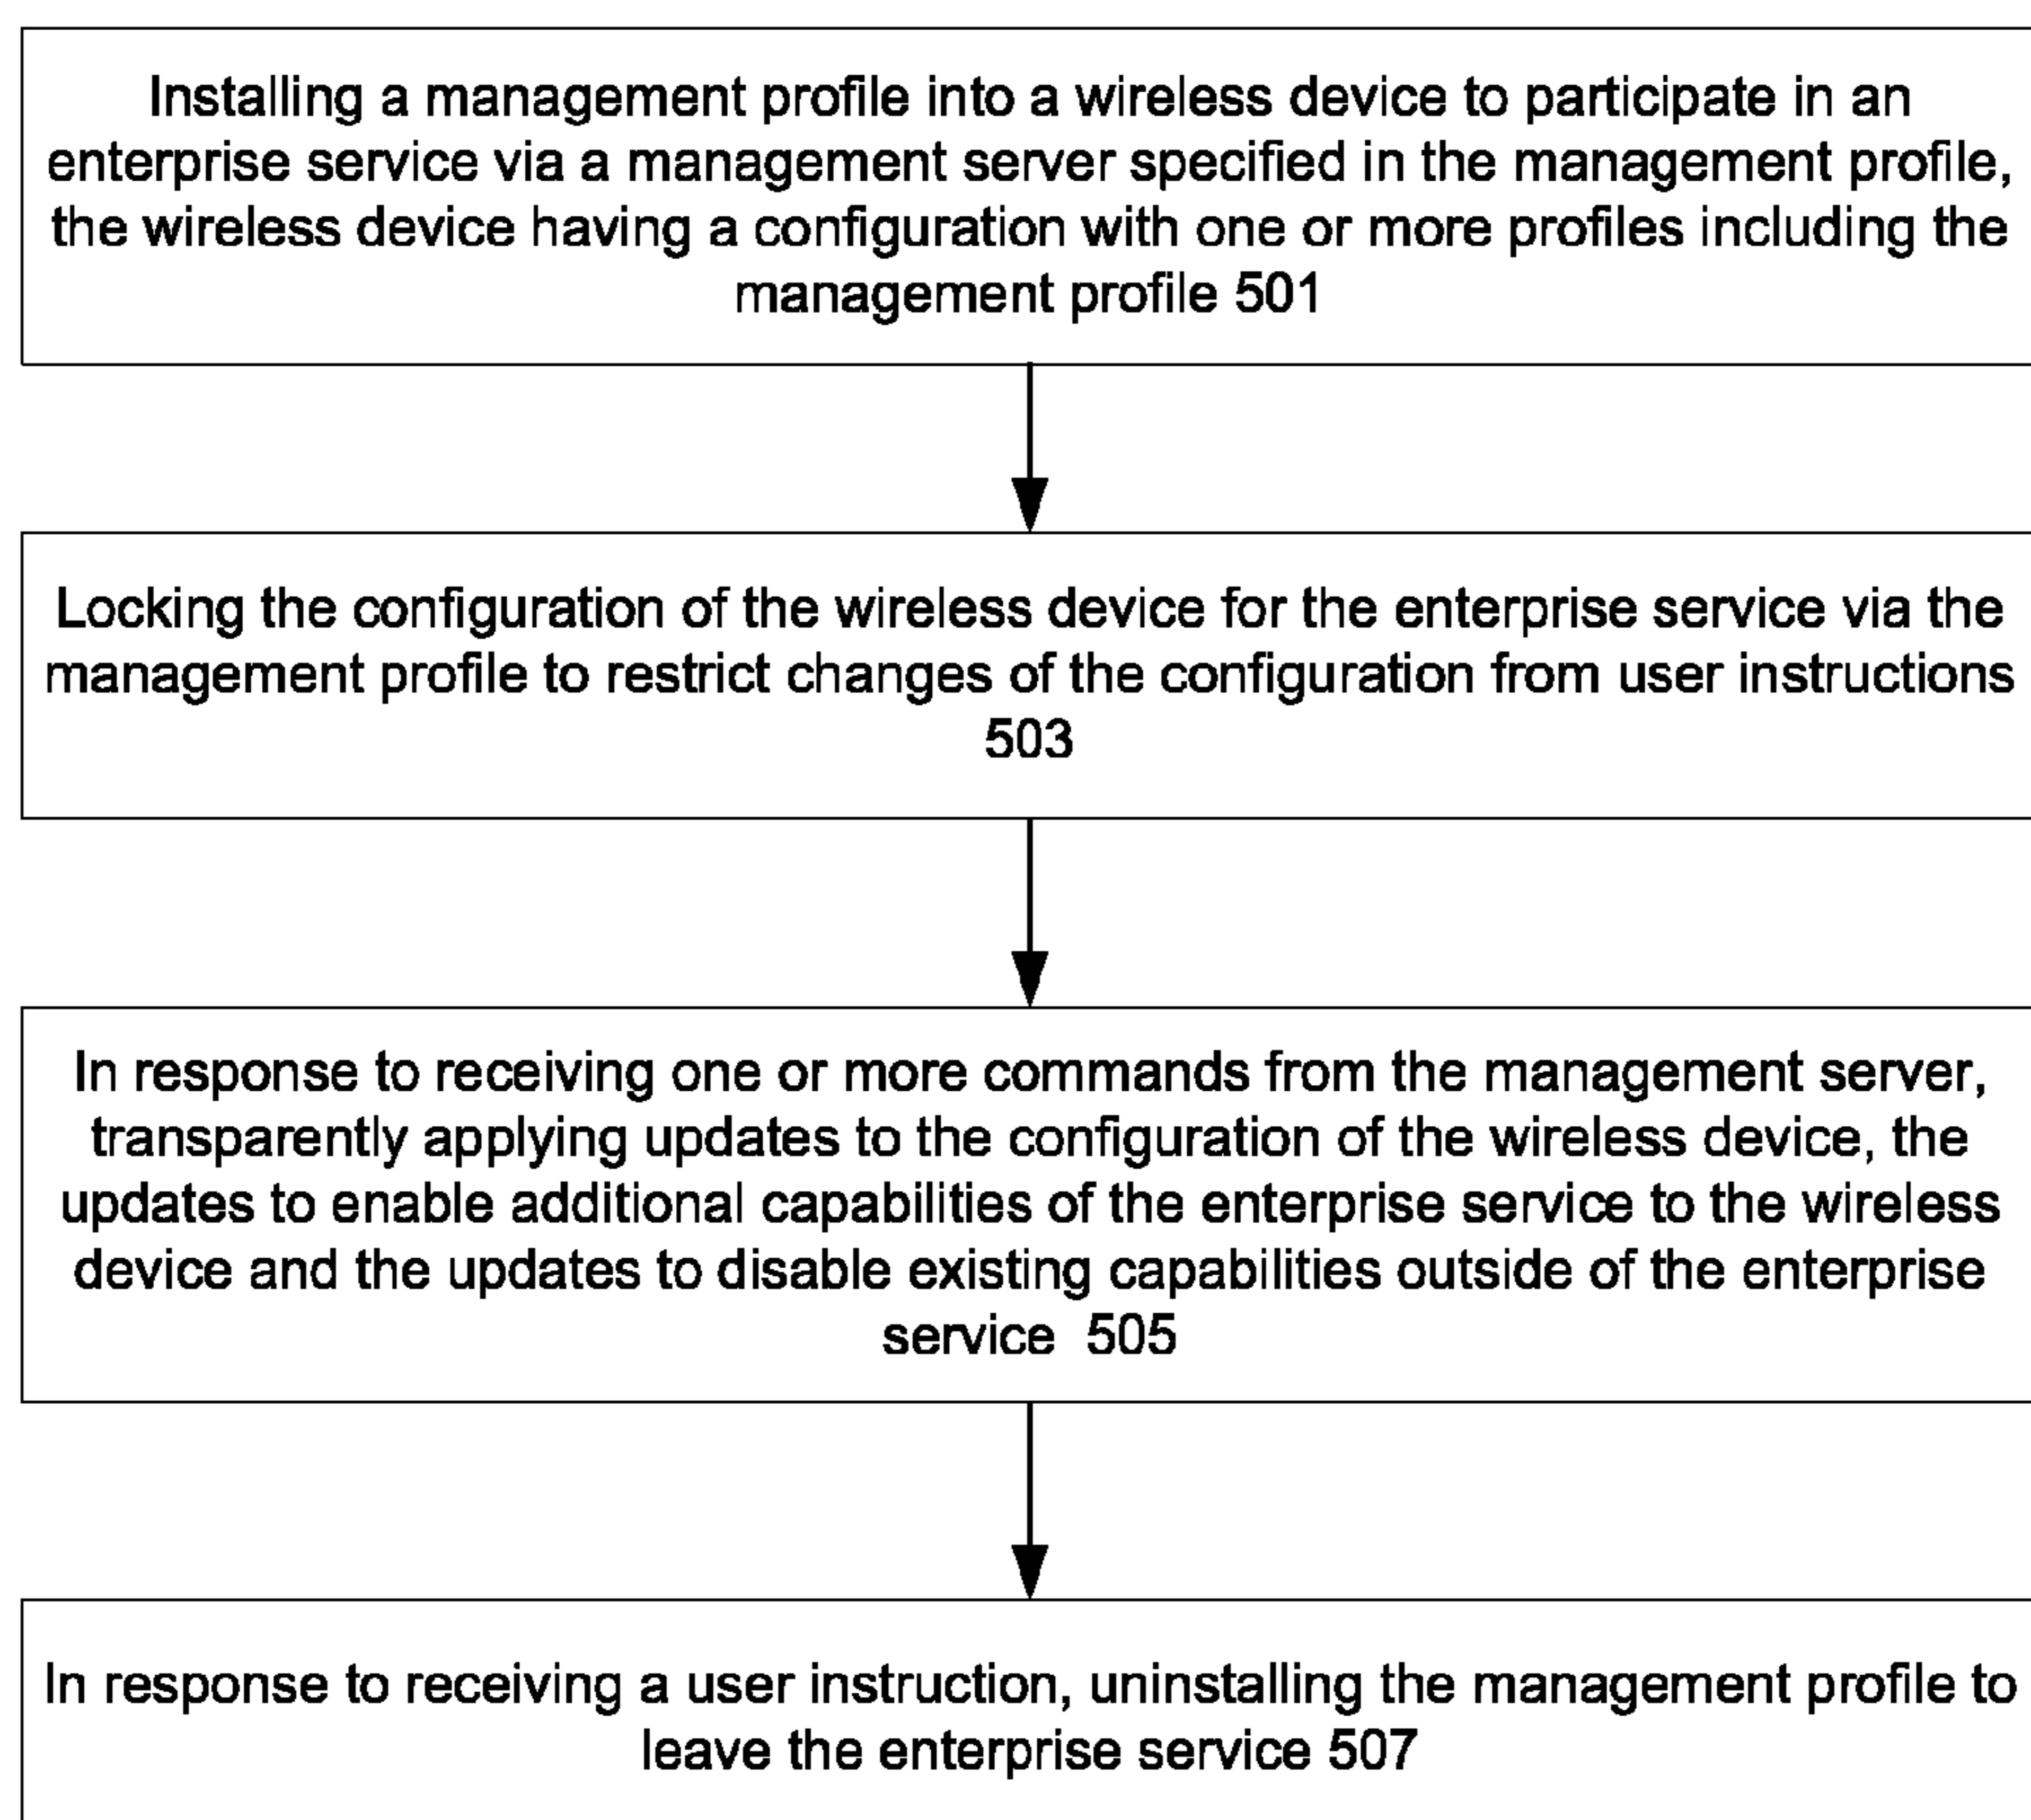 Installing a management profile into a wireless device to participate in an
enterprise service via a management server specified in the management profile,
the wireless device having a configuration with one or more profiles including the
management profile 501
Locking the configuration of the wireless device for the enterprise service via the
management profile to restrict changes of the configuration from user instructions
503
In response to receiving one or more commands from the management server,
transparently applying updates to the configuration of the wireless device, the
updates to enable additional capabilities of the enterprise service to the wireless
device and the updates to disable existing capabilities outside of the enterprise
service 505
In response to receiving a user instruction, uninstalling the management profile to
leave the enterprise service 507